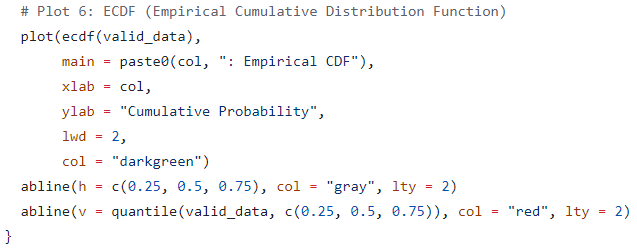 # Plot 6: ECDF (Empirical Cumulative Distribution Function)
plot(ecdf(valid_data),
main = paste0(col, ": Empirical CDF"),
xlab = col,
ylab = "Cumulative Probability",
lwd = 2,
col = "darkgreen")
abline(h = c(0.25, 0.5, 0.75), col = "gray", lty = 2)
abline(v = quantile(valid_data, c(0.25, 0.5, 0.75)), col = "red", lty = 2)
}